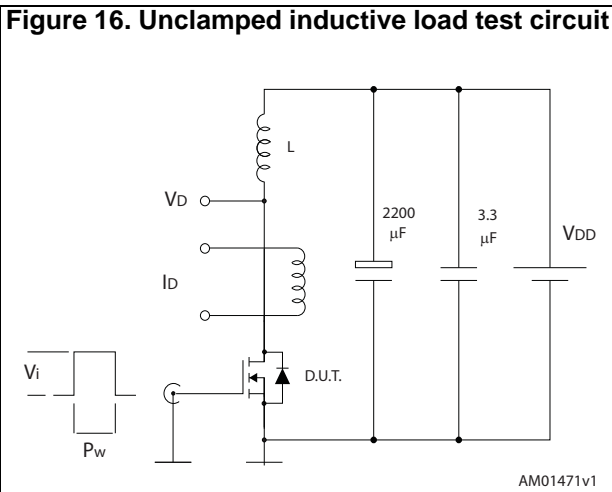 Figure 16. Unclamped inductive load test circuit
L
VD
2200
μF
3.3
μF
VDD
ID
Vi
D.U.T.
Pw
AM01471v1